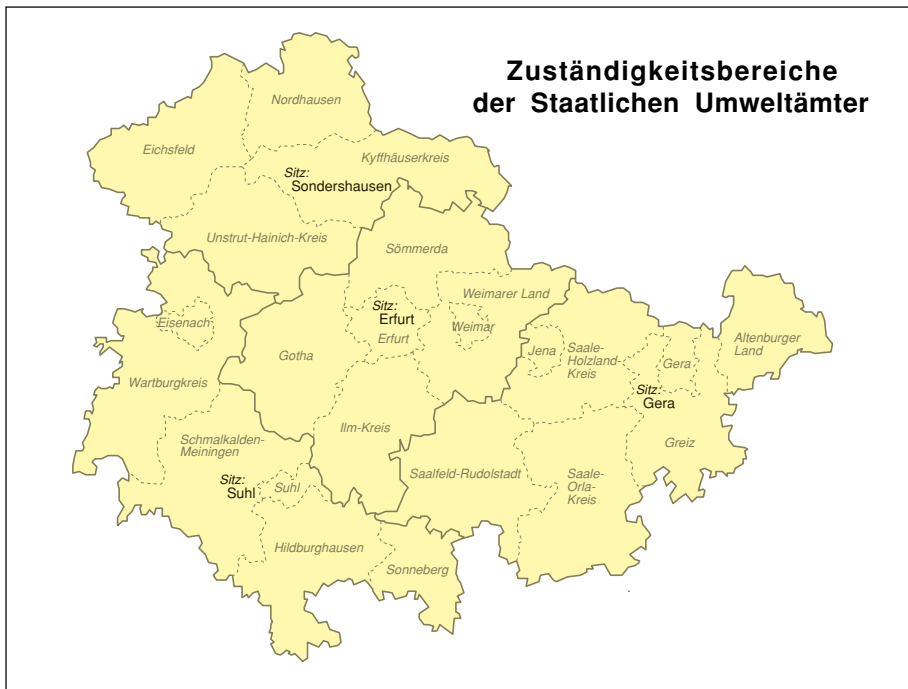 Zuständigkeitsbereiche
der Staatlichen Umweltämter
Nordhausen
Eichsfeld
Kyffhäuserkreis
Sitz:
Sondershausen
Unstrut-Hainich-Kreis
Sömmerda
Weimarer Land
Sitz:
Erfurt
Erfurt
Weimar
Eisenach
Gotha
Jena
Saale-
Holzland-
Kreis
Gera
Altenburger
Land
Wartburgkreis
Sitz:
Gera
Ilm-Kreis
Schmalkalden-
Meiningen
Greiz
Saalfeld-Rudolstadt
Saale-
Orla-
Kreis
Sitz:
Suhl
Suhl
Hildburghausen
Sonneberg